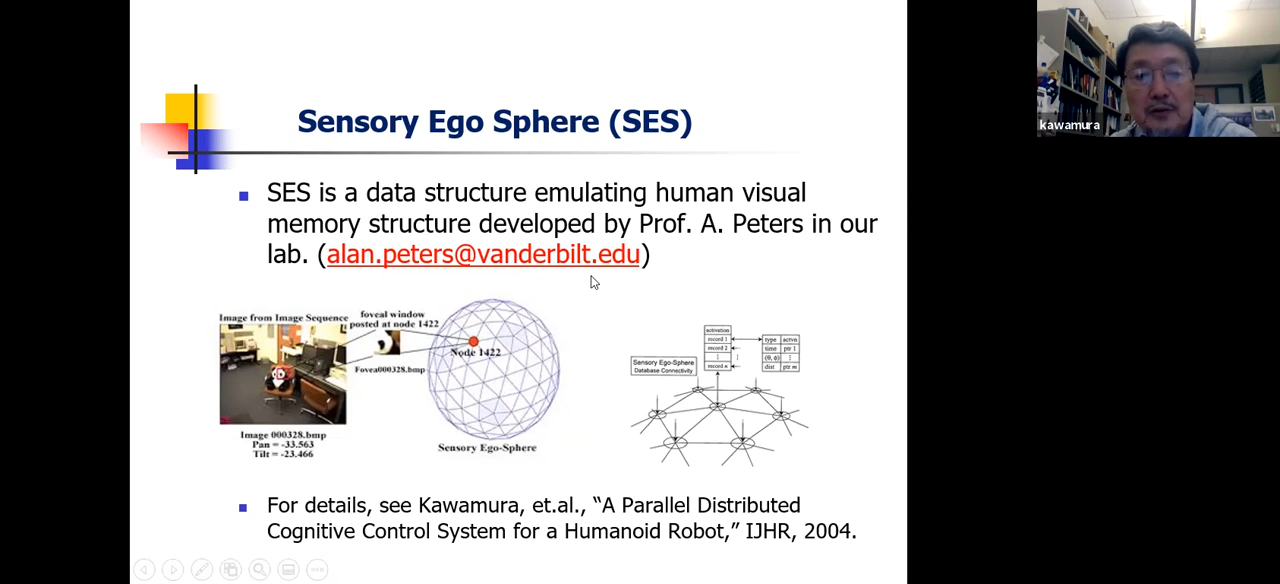 Sensory Ego Sphere (SES)
kawamura
SES is a data structure emulating human visual
memory structure developed by Prof. A. Peters in our
lab. (alan.peters@vanderbilt.edu)
Image from Image Sequence
foveal window
posted at node 1422
Node 1422
Fovea000328.bmp
Image 000328.bmp
Pan = -33.563
Tilt = -23.466
Sensory Ego-Sphere
Sensory Ego-Sphere
Database Connectivity
activation
record 1
record 2
record n
type actvn
time ptr 1
(θ, ϕ)
dist ptr m
For details, see Kawamura, et.al., “A Parallel Distributed
Cognitive Control System for a Humanoid Robot,” IJHR, 2004.